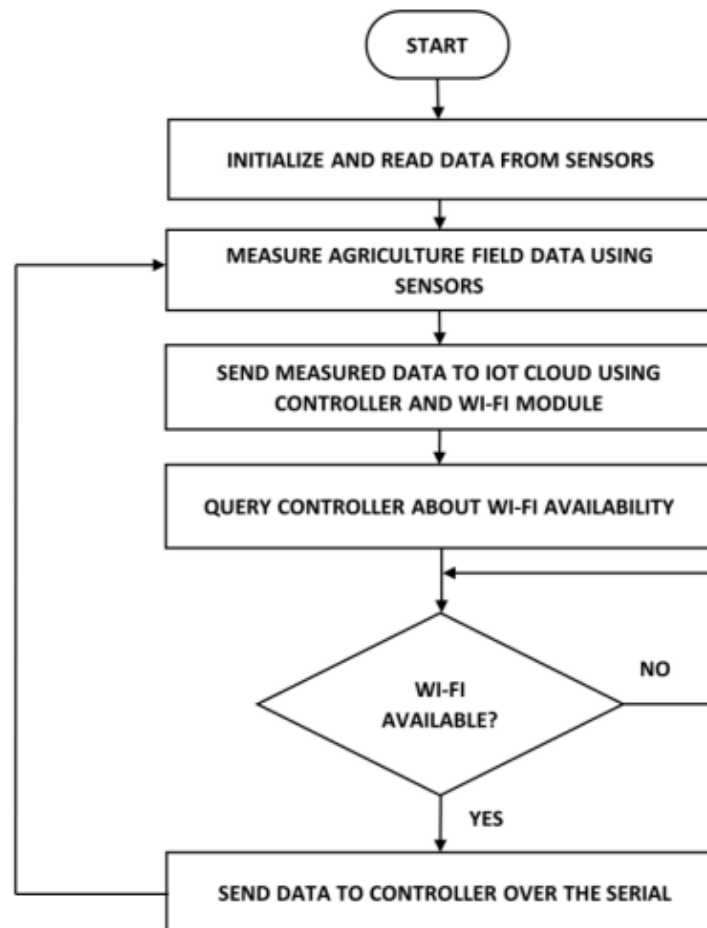 START
INITIALIZE AND READ DATA FROM SENSORS
MEASURE AGRICULTURE FIELD DATA USING
SENSORS
SEND MEASURED DATA TO IOT CLOUD USING
CONTROLLER AND WI-FI MODULE
QUERY CONTROLLER ABOUT WI-FI AVAILABILITY
NO
WI-FI
AVAILABLE?
YES
SEND DATA TO CONTROLLER OVER THE SERIAL